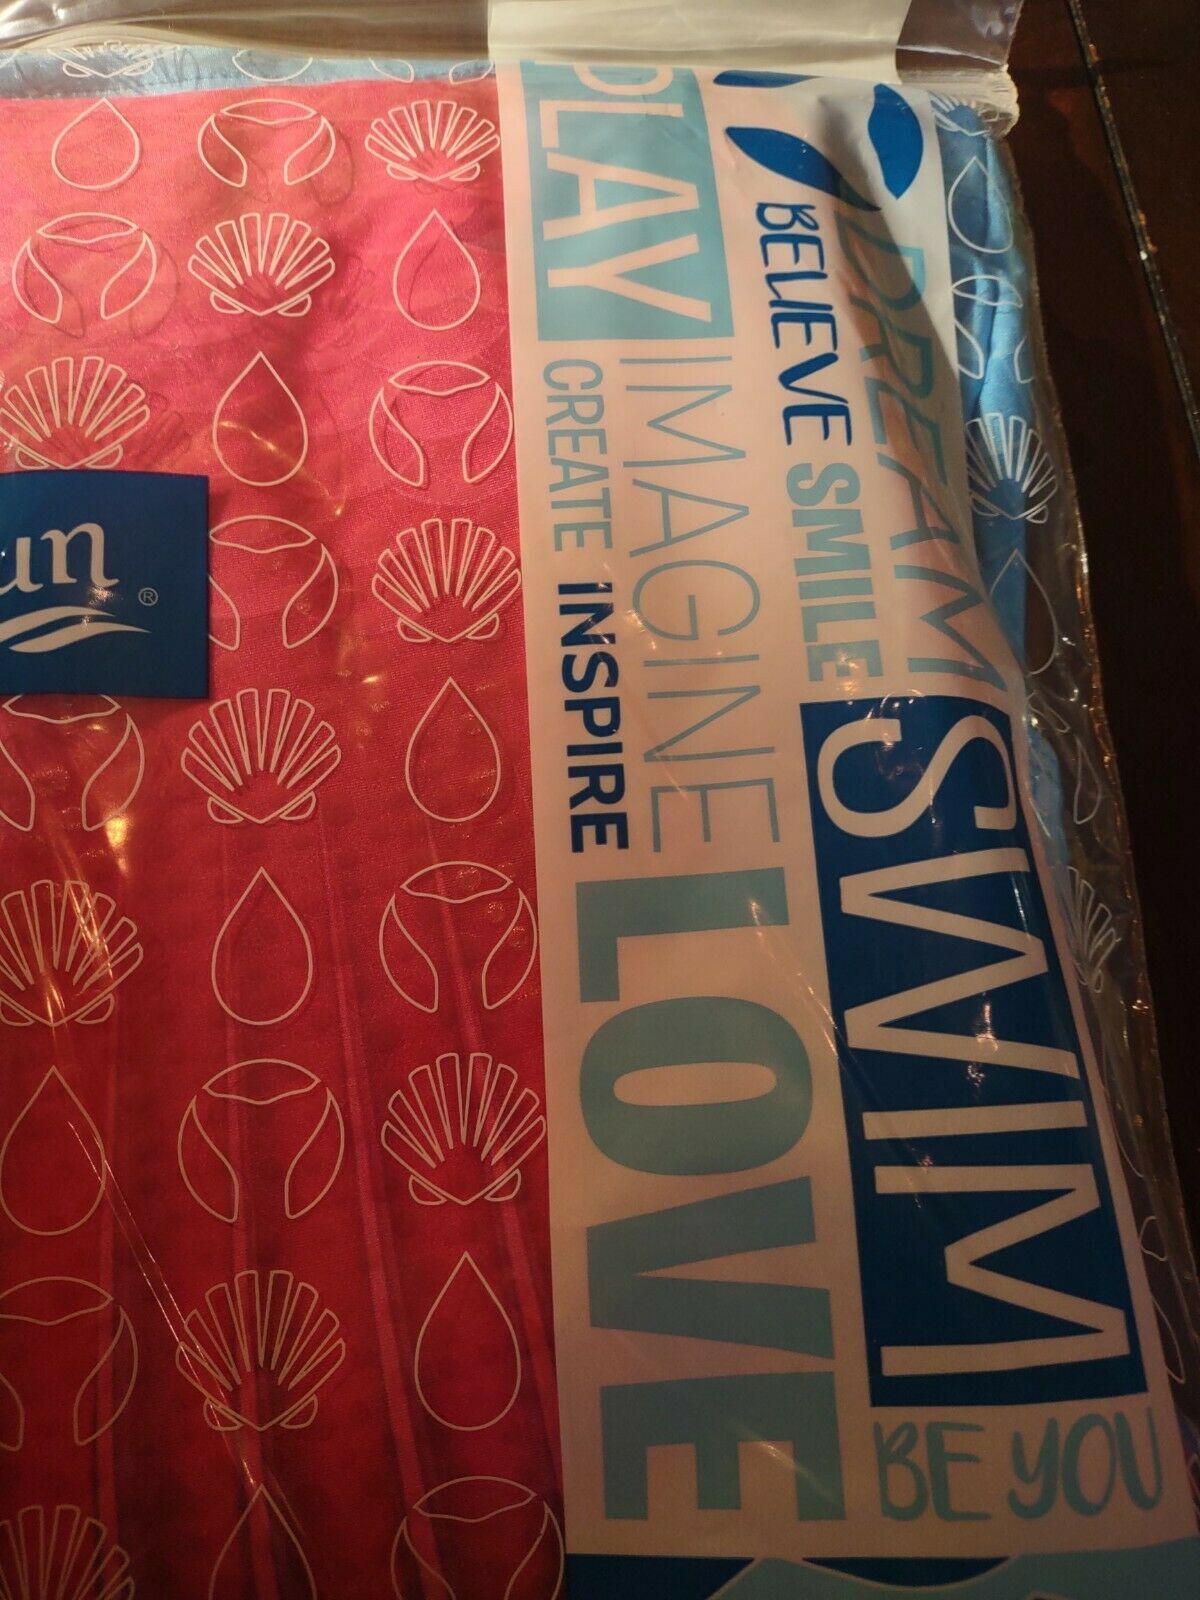 PLAY
IMAGINE
CREATE INSPIRE
LOVE
DREAM
BELIEVE SMILE
SWIM
BE YOU
un
®